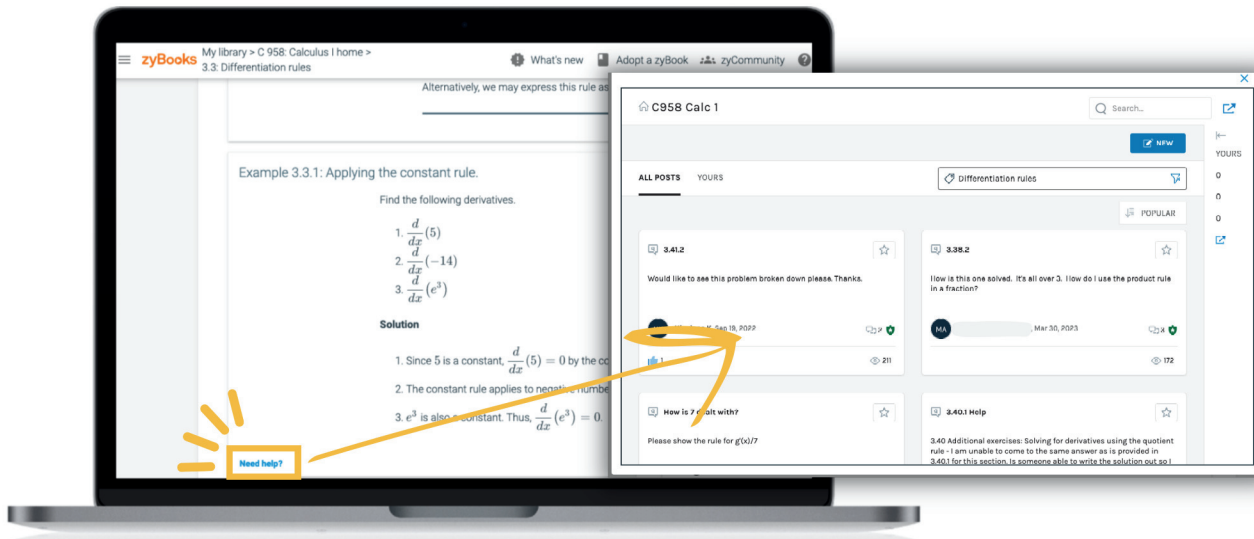 zyBooks
My library > C 958: Calculus I home >
3.3: Differentiation rules
What's new
Adopt a zyBook
zyCommunity
Alternatively, we may express this rule as
Example 3.3.1: Applying the constant rule.
Find the following derivatives.
1. d/dx (5)
2. d/dx (−14)
3. d/dx (e³)
Solution
1. Since 5 is a constant, d/dx (5) = 0 by the co
2. The constant rule applies to negative numbe
3. e³ is also a constant. Thus, d/dx (e³) = 0.
Need help?
C958 Calc 1
Search...
NEW
YOURS
0
0
0
ALL POSTS
YOURS
Differentiation rules
POPULAR
3.41.2
Would like to see this problem broken down please. Thanks.
Sep 19, 2022
2
1
211
3.38.2
How is this one solved. It's all over 3. How do I use the product rule
in a fraction?
MA
, Mar 30, 2023
3
172
How is 7 dealt with?
Please show the rule for g'(x)/7
3.40.1 Help
3.40 Additional exercises: Solving for derivatives using the quotient
rule - I am unable to come to the same answer as is provided in
3.40.1 for this section. Is someone able to write the solution out so I